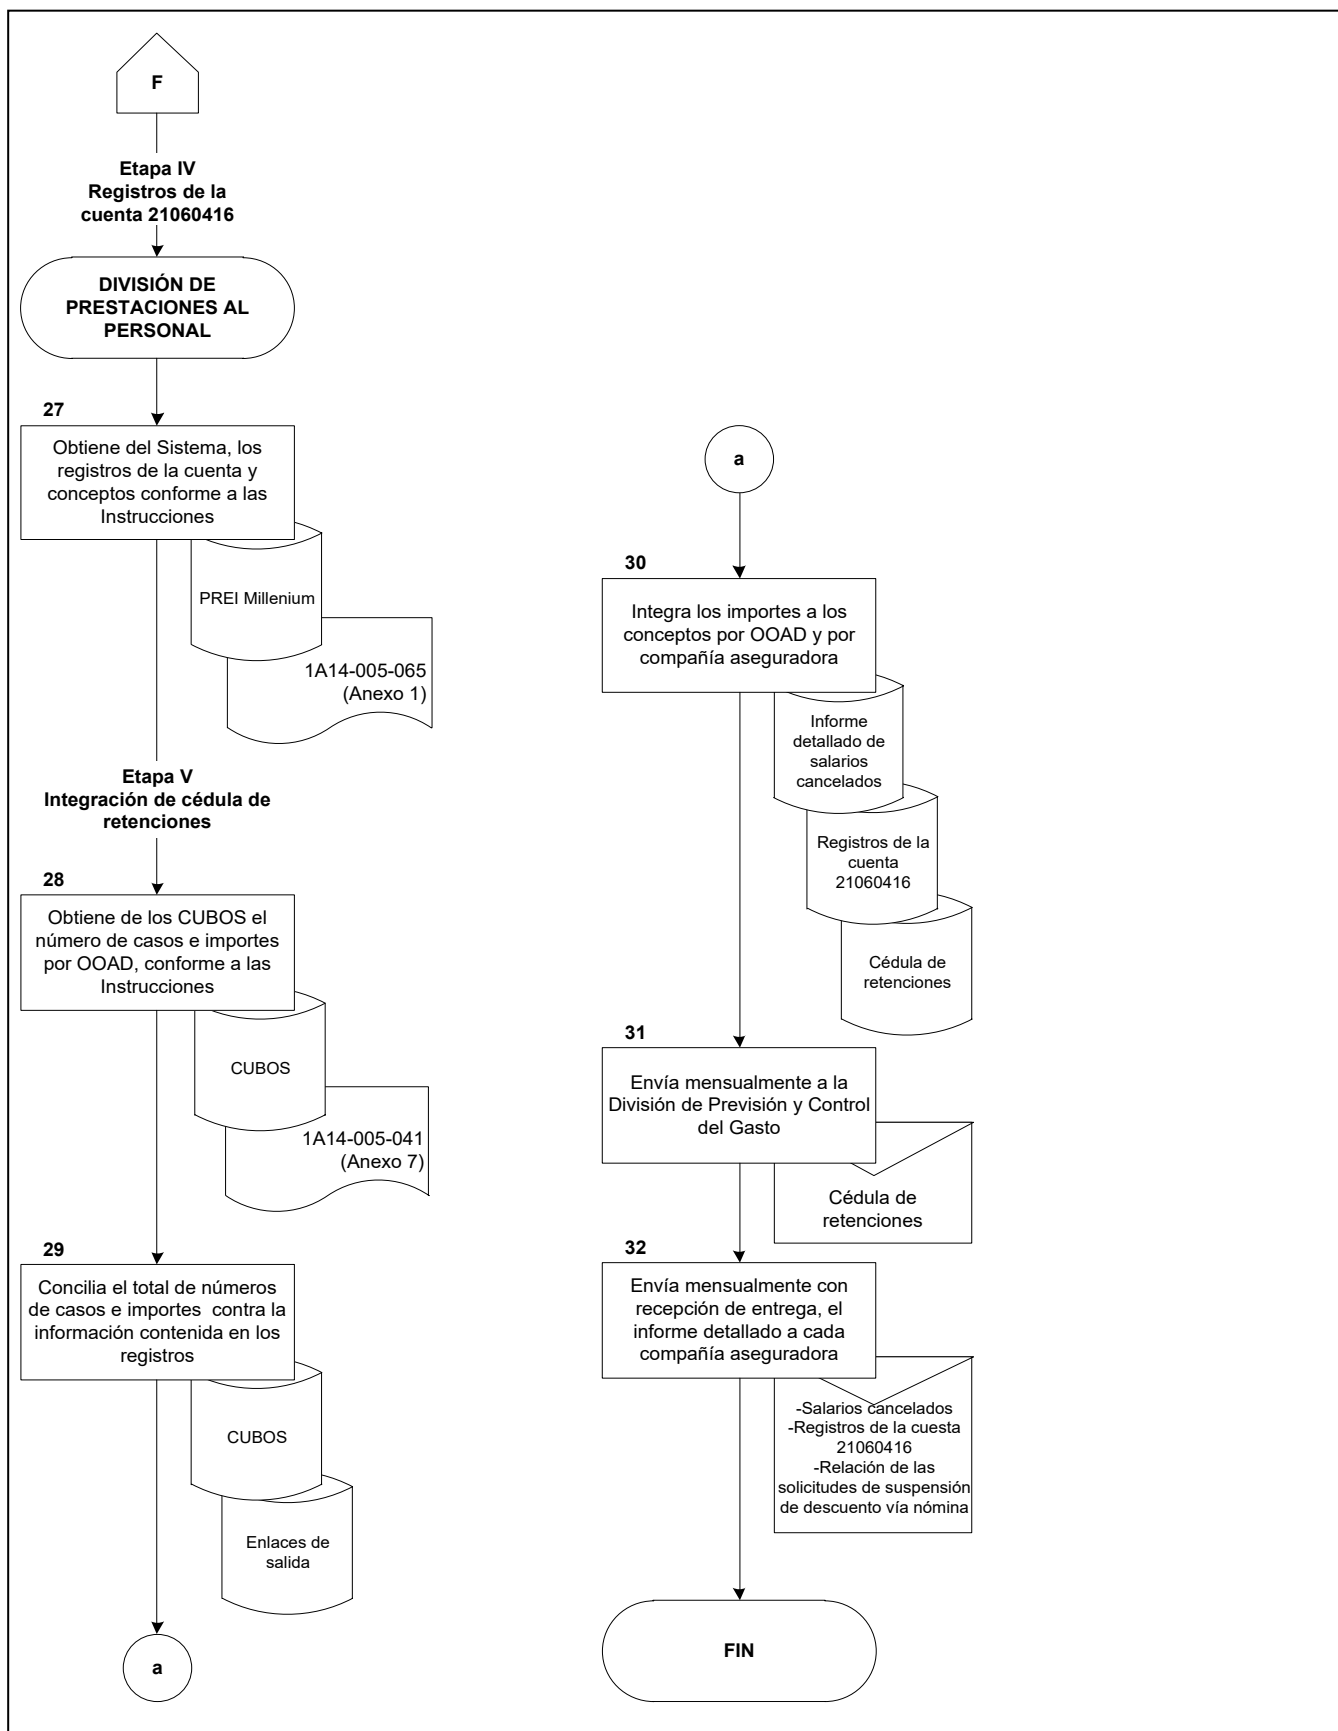 F
Etapa IV
Registros de la
cuenta 21060416
DIVISIÓN DE
PRESTACIONES AL
PERSONAL
27
Obtiene del Sistema, los
registros de la cuenta y
conceptos conforme a las
Instrucciones
PREI Millenium
1A14-005-065
(Anexo 1)
Etapa V
Integración de cédula de
retenciones
28
Obtiene de los CUBOS el
número de casos e importes
por OOAD, conforme a las
Instrucciones
CUBOS
1A14-005-041
(Anexo 7)
29
Concilia el total de números
de casos e importes  contra la
información contenida en los
registros
CUBOS
Enlaces de
salida
a
a
30
Integra los importes a los
conceptos por OOAD y por
compañía aseguradora
Informe
detallado de
salarios
cancelados
Registros de la
cuenta
21060416
Cédula de
retenciones
31
Envía mensualmente a la
División de Previsión y Control
del Gasto
Cédula de
retenciones
32
Envía mensualmente con
recepción de entrega, el
informe detallado a cada
compañía aseguradora
-Salarios cancelados
-Registros de la cuesta
21060416
-Relación de las
solicitudes de suspensión
de descuento vía nómina
FIN